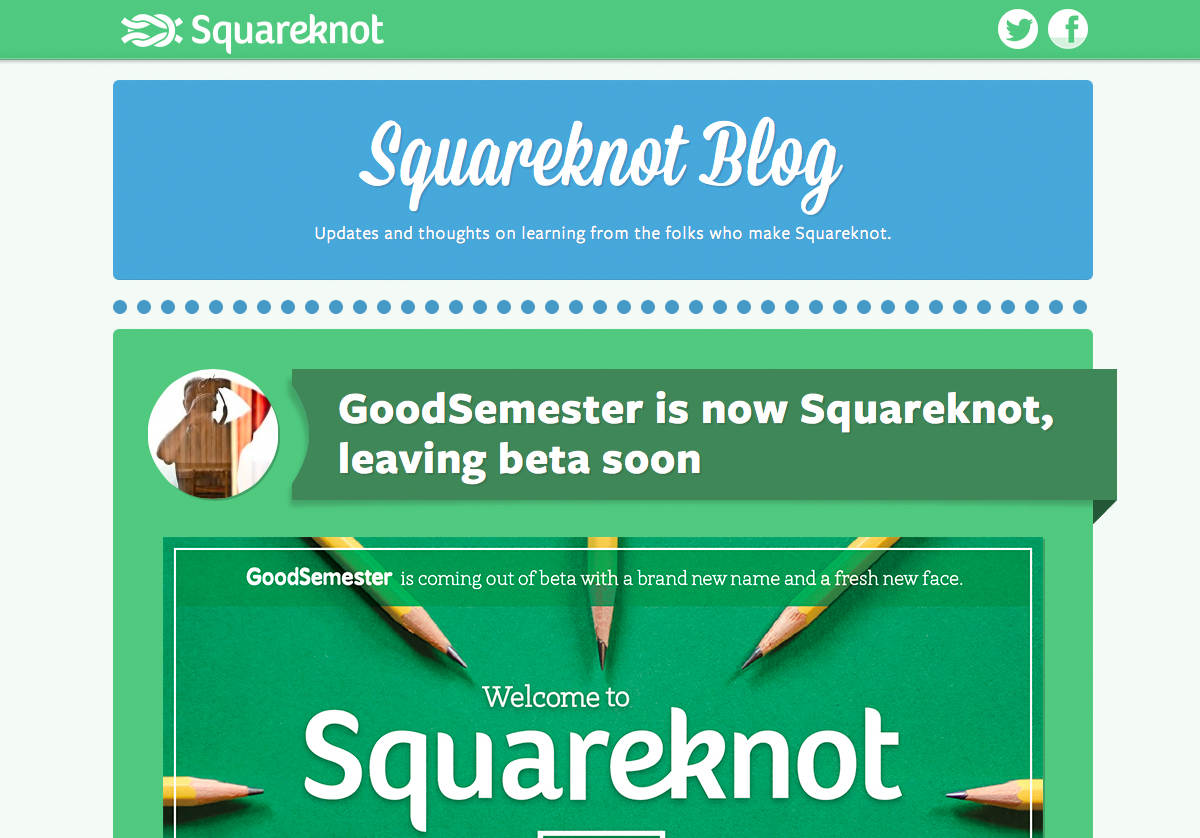 Squareknot
Squareknot Blog
Updates and thoughts on learning from the folks who make Squareknot.
GoodSemester is now Squareknot,
leaving beta soon
GoodSemester is coming out of beta with a brand new name and a fresh new face.
Welcome to
Squareknot